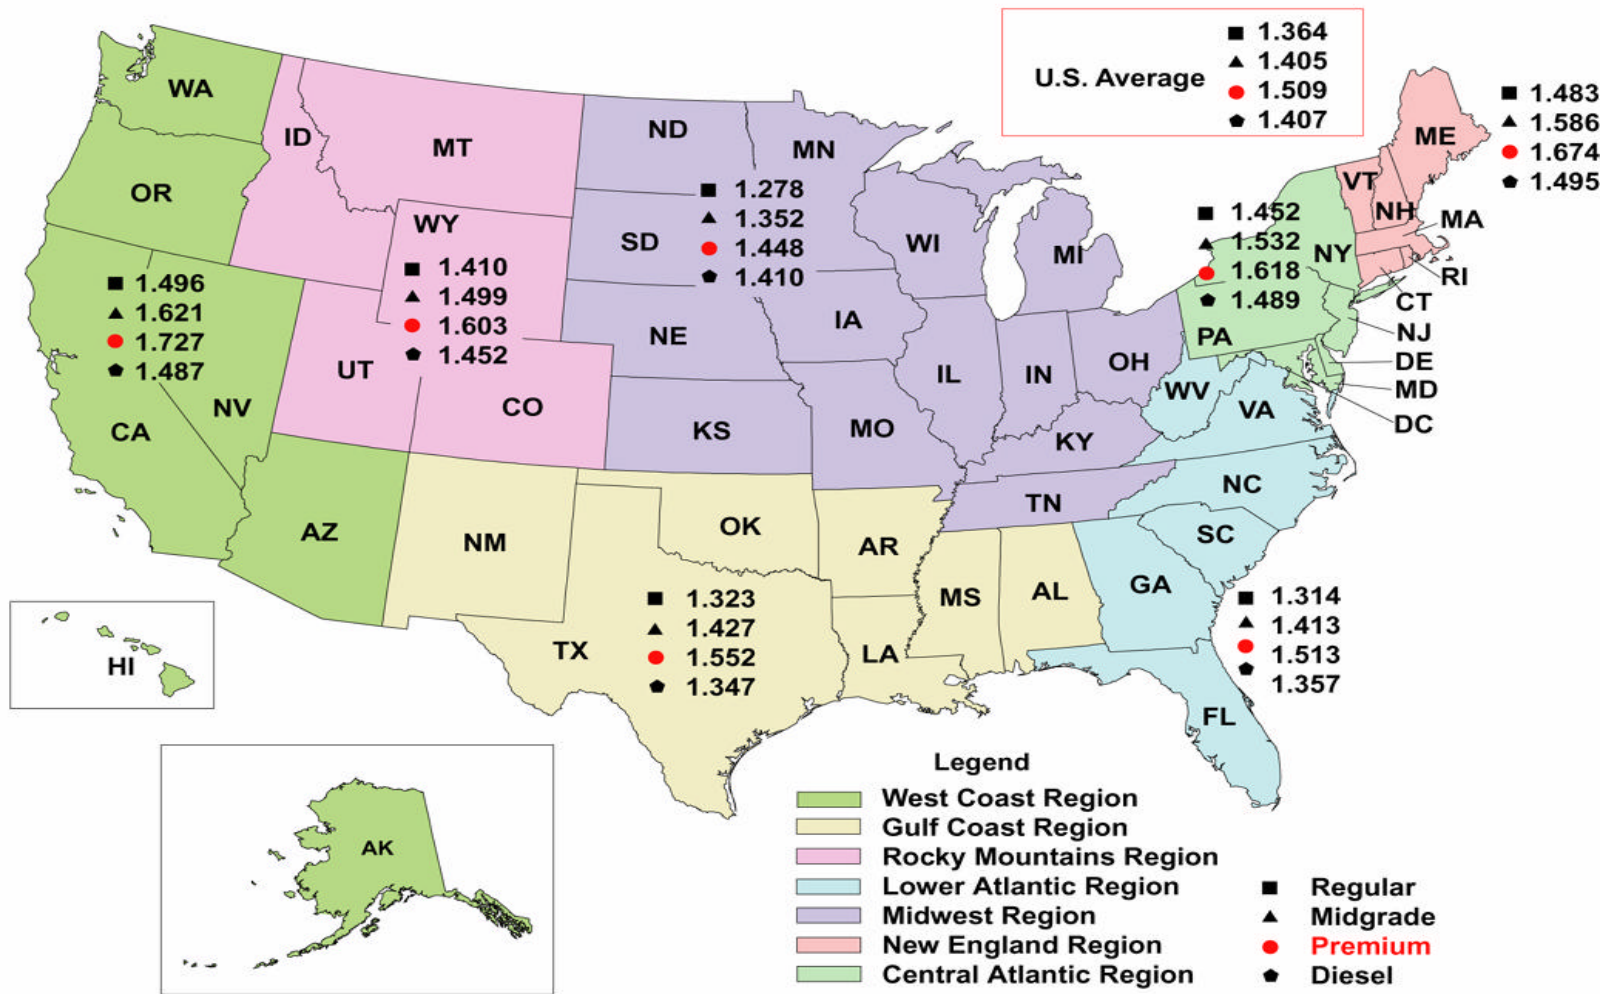 U.S. Average
1.364
1.405
1.509
1.407
WA
OR
CA
NV
1.496
1.621
1.727
1.487
ID
MT
WY
UT
CO
1.410
1.499
1.603
1.452
ND
MN
SD
WI
MI
NE
IA
IL
IN
OH
KS
MO
KY
TN
1.278
1.352
1.448
1.410
ME
VT
NH
MA
RI
CT
1.483
1.586
1.674
1.495
NY
PA
NJ
DE
MD
DC
1.452
1.532
1.618
1.489
WV
VA
NC
SC
GA
FL
1.314
1.413
1.513
1.357
AZ
NM
OK
AR
TX
LA
MS
AL
1.323
1.427
1.552
1.347
HI
AK
Legend
West Coast Region
Gulf Coast Region
Rocky Mountains Region
Lower Atlantic Region
Midwest Region
New England Region
Central Atlantic Region
Regular
Midgrade
Premium
Diesel